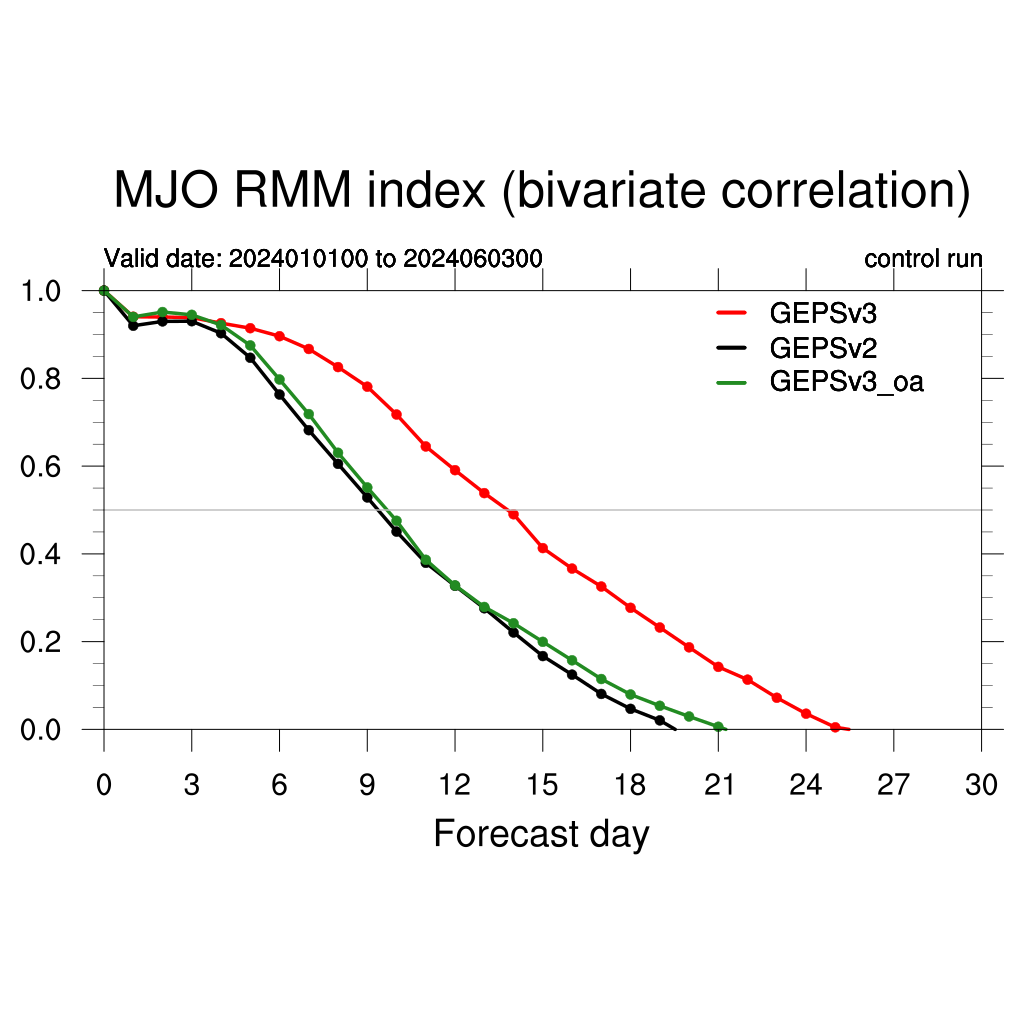 MJO RMM index (bivariate correlation)
Valid date: 2024010100 to 2024060300 control run
1.0
0.8
0.6
0.4
0.2
0.0
GEPSv3
GEPSv2
GEPSv3_oa
0 3 6 9 12 15 18 21 24 27 30
Forecast day